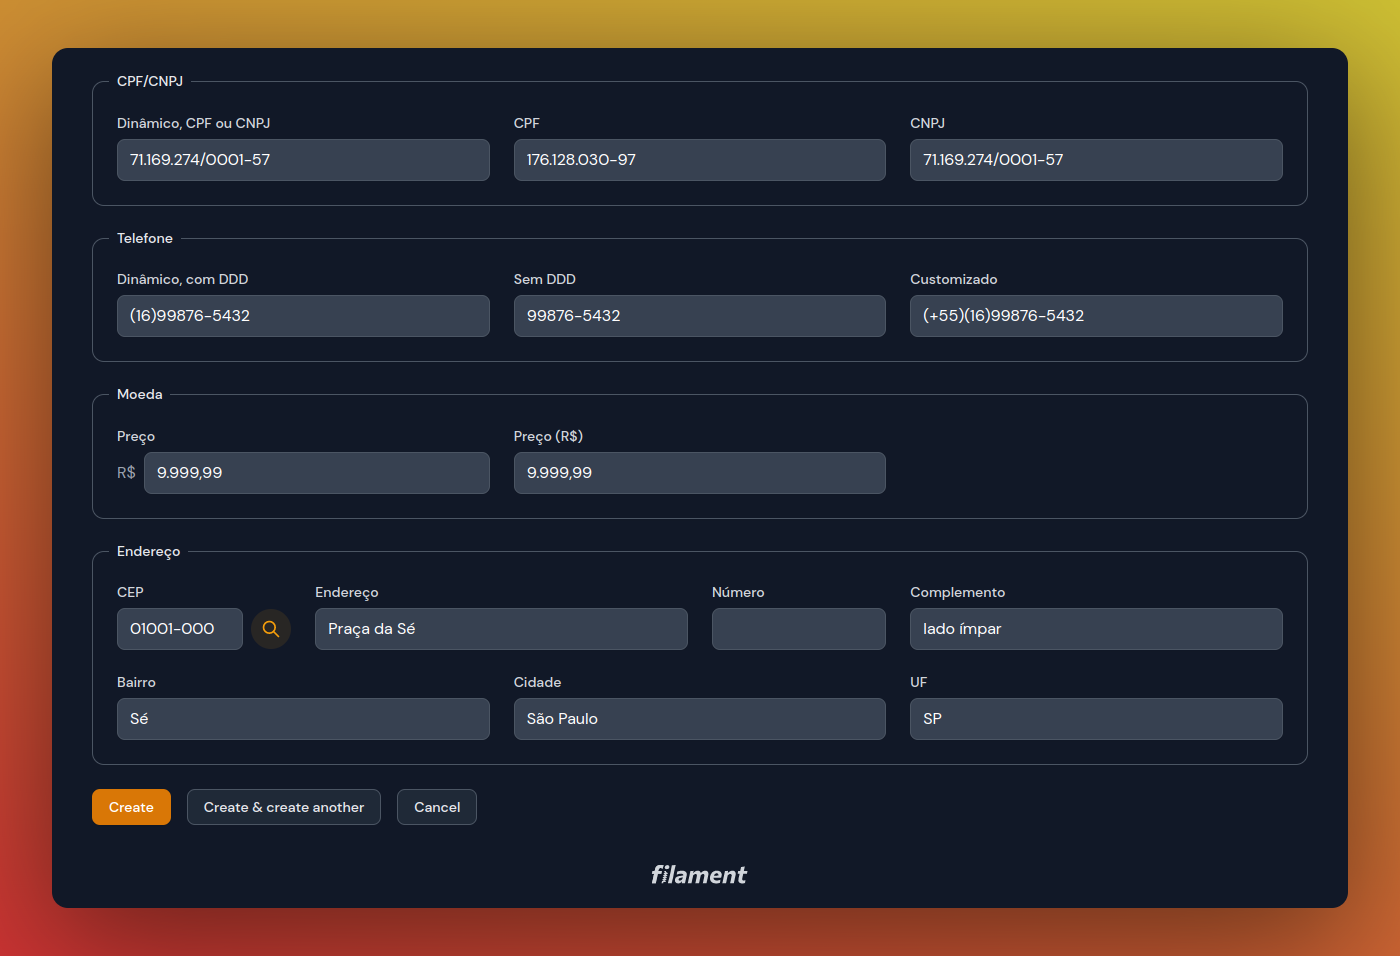 CPF/CNPJ
Dinâmico, CPF ou CNPJ CPF CNPJ
71.169.274/0001-57 176.128.030-97 71.169.274/0001-57
Telefone
Dinâmico, com DDD Sem DDD Customizado
(16)99876-5432 99876-5432 (+55)(16)99876-5432
Moeda
Preço Preço (R$)
R$ 9.999,99 9.999,99
Endereço
CEP Endereço Número Complemento
01001-000 Praça da Sé lado ímpar
Bairro Cidade UF
Sé São Paulo SP
Create Create & create another Cancel
filament